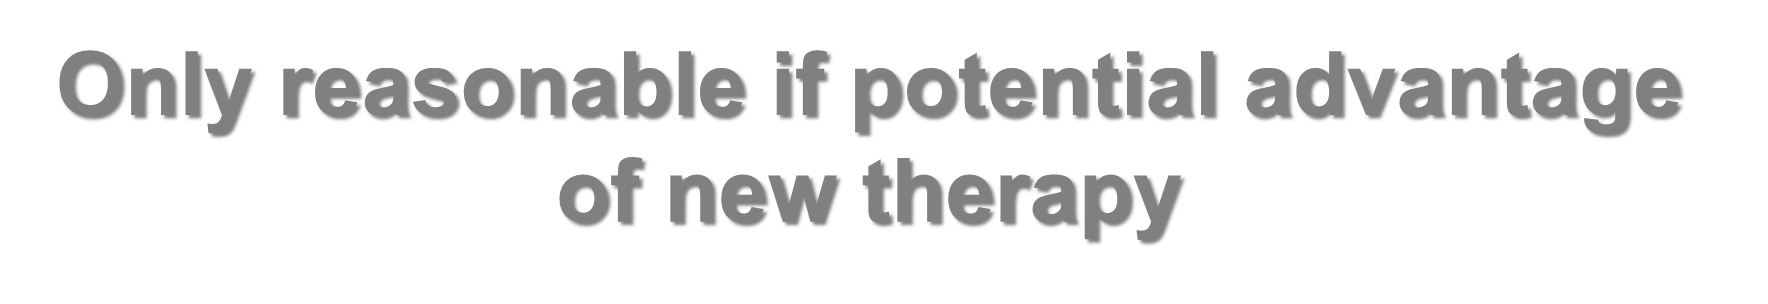 Only reasonable if potential advantage
of new therapy